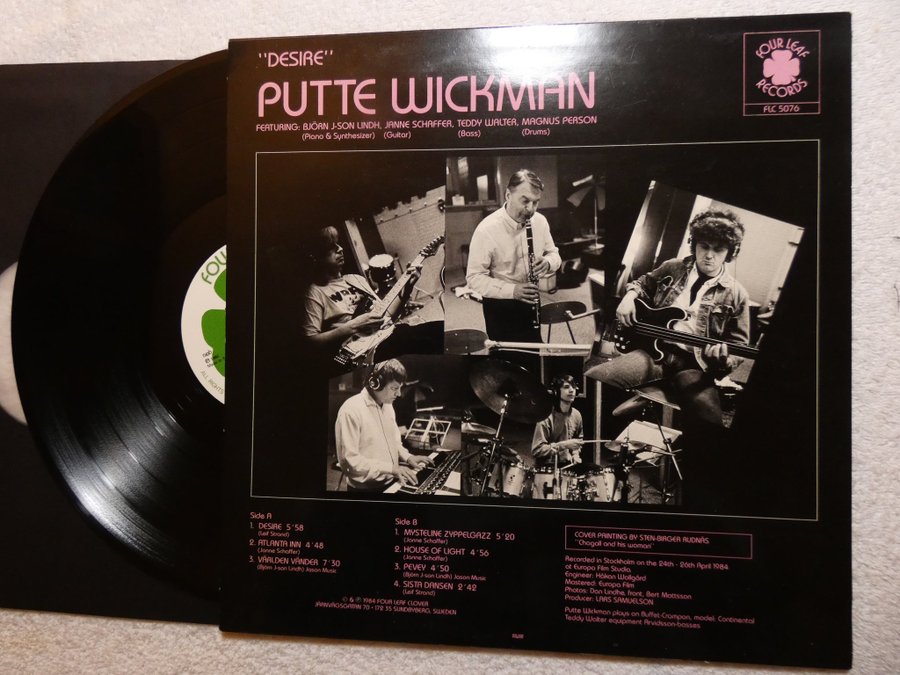 "DESIRE"
PUTTE WICKMAN
FEATURING: BJÖRN J-SON LINDH, JANNE SCHAFFER, TEDDY WALTER, MAGNUS PERSON
(Piano & Synthesizer) (Guitar) (Bass) (Drums)
FOUR LEAF
RECORDS
FLC 5076
FOUR
ALL RIGHTS
Side A
1. DESIRE 5'58
(Leif Strand)
2. ATLANTA INN 4'48
(Janne Schaffer)
3. VÄRLDEN VÄNDER 7'30
(Björn J:son Lindh) Jason Music
Side B
1. MYSTELINE ZYPPELGAZZ 5'20
(Janne Schaffer)
2. HOUSE OF LIGHT 4'56
(Janne Schaffer)
3. PEVEY 4'50
(Björn J:son Lindh) Jason Music
4. SISTA DANSEN 2'42
(Leif Strand)
© & ℗ 1984 FOUR LEAF CLOVER
JÄRNVÄGSGATAN 70 • 172 35 SUNDBYBERG, SWEDEN
COVER PAINTING BY STEN-BIRGER RUDNÄS
"Chagall and his woman"
Recorded in Stockholm on the 24th - 26th April 1984
at Europa Film Studio.
Engineer: Håkan Wollgård
Mastered: Europa Film
Photos: Dan Lindhe, front, Bert Mattsson
Producer: LARS SAMUELSON
Putte Wickman plays on Buffet-Crampon, model: Continental
Teddy Walter equipment Arvidsson-basses